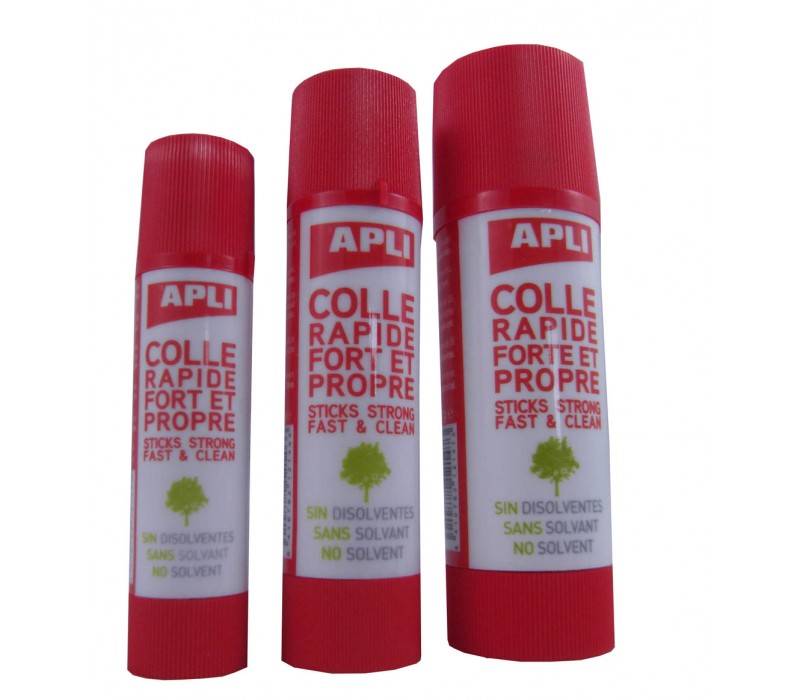 APLI
COLLE
RAPIDE
FORT ET
PROPRE
STICKS STRONG
FAST & CLEAN
SIN DISOLVENTES
SANS SOLVANT
NO SOLVENT
APLI
COLLE
RAPIDE
FORT ET
PROPRE
STICKS STRONG
FAST & CLEAN
SIN DISOLVENTES
SANS SOLVANT
NO SOLVENT
APLI
COLLE
RAPIDE
FORTE ET
PROPRE
STICKS STRONG
FAST & CLEAN
SIN DISOLVENTES
SANS SOLVANT
NO SOLVENT